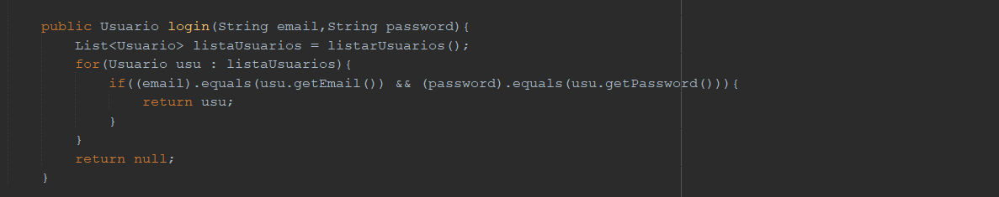 public Usuario login(String email,String password){
List<Usuario> listaUsuarios = listarUsuarios();
for(Usuario usu : listaUsuarios){
if((email).equals(usu.getEmail()) && (password).equals(usu.getPassword())){
return usu;
}
}
return null;
}